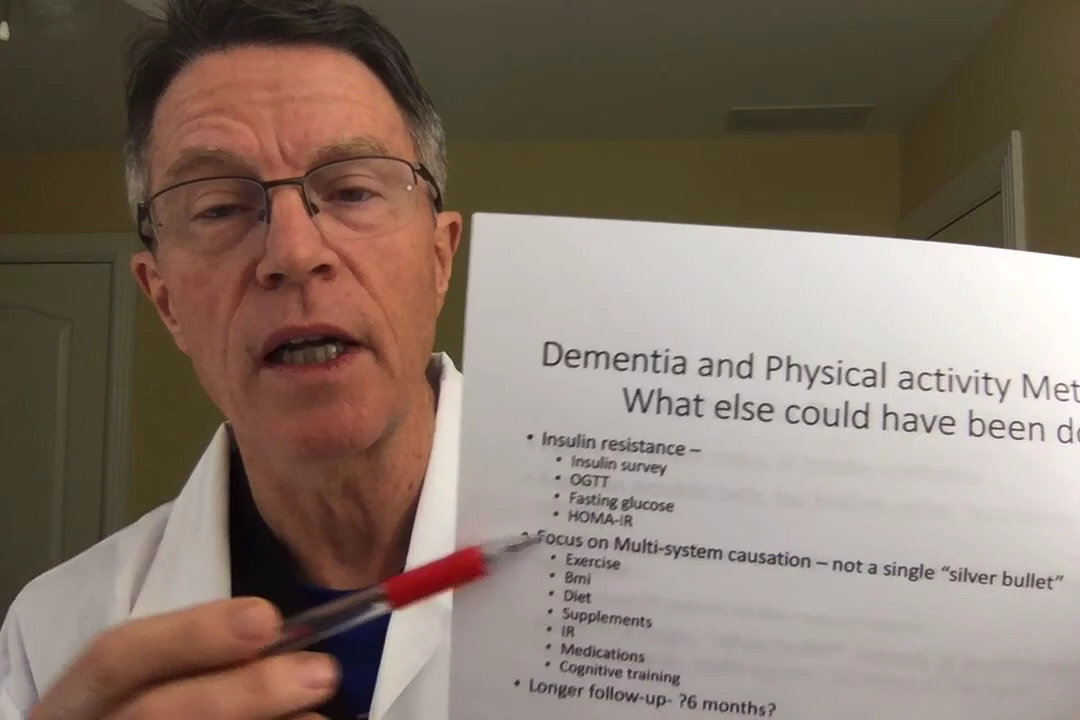 Dementia and Physical activity Met
What else could have been d
• Insulin resistance –
• Insulin survey
• OGTT
• Fasting glucose
• HOMA-IR
• Focus on Multi-system causation – not a single “silver bullet”
• Exercise
• Bmi
• Diet
• Supplements
• IR
• Medications
• Cognitive training
• Longer follow-up- ?6 months?